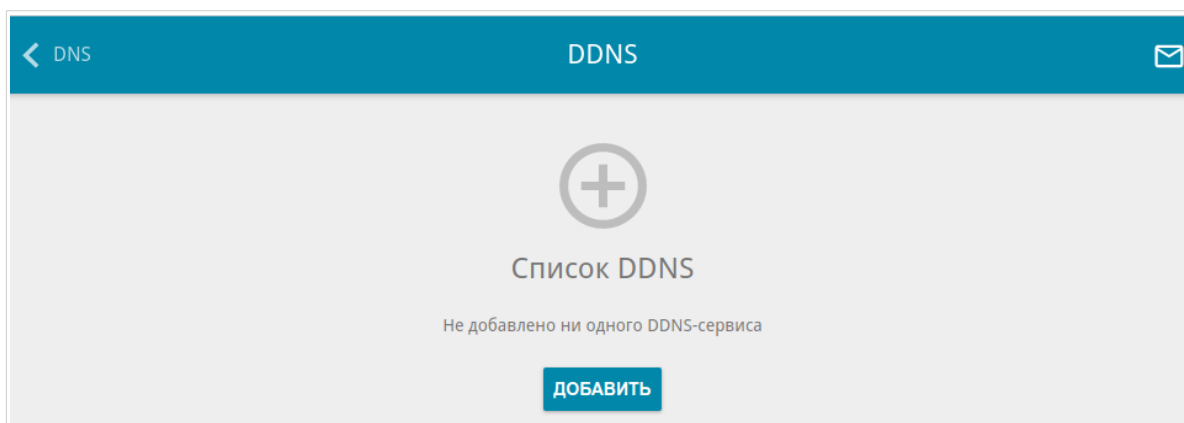 DNS
DDNS
Список DDNS
Не добавлено ни одного DDNS-сервиса
ДОБАВИТЬ